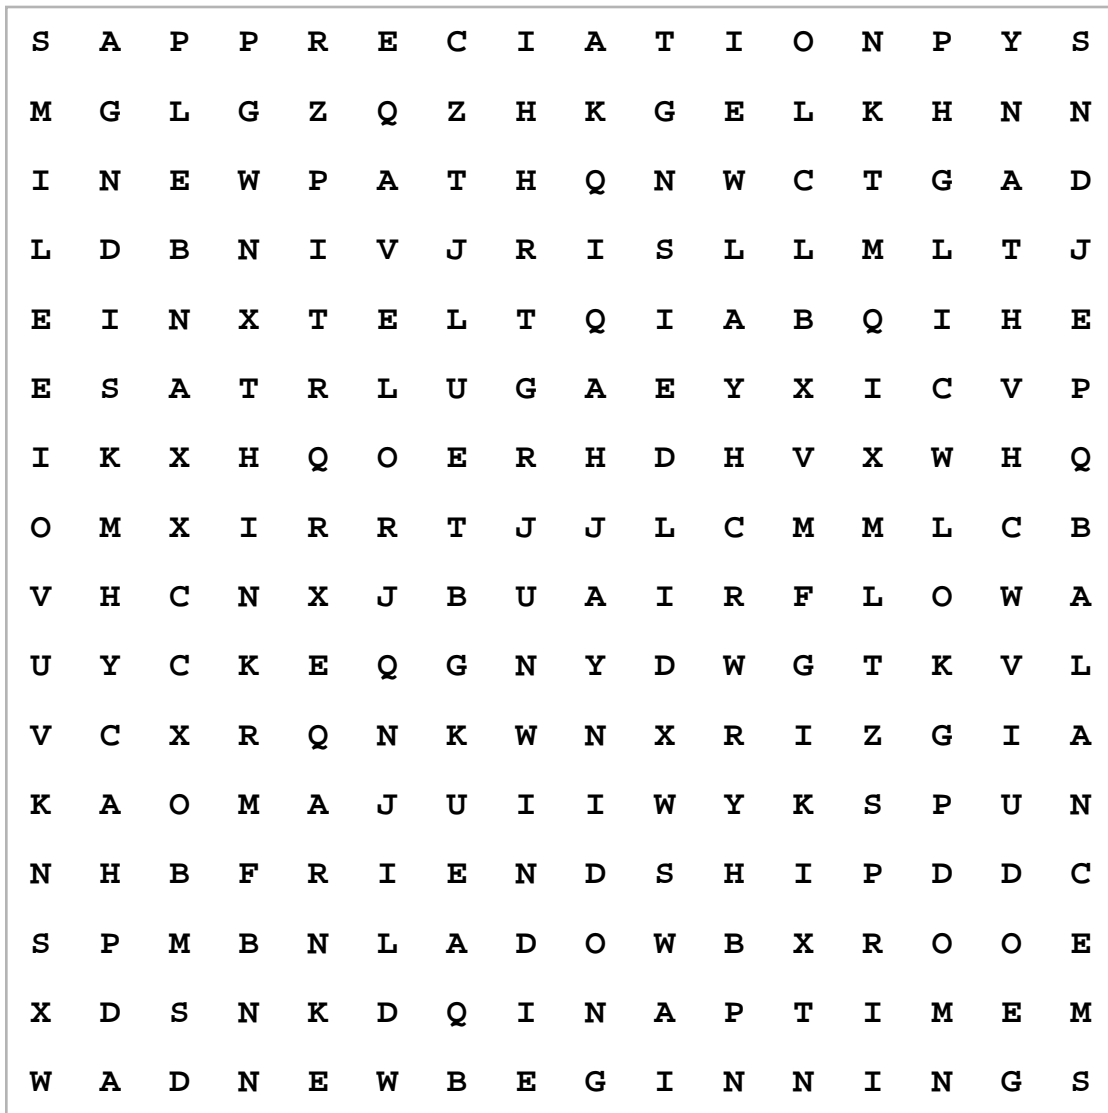 S A P P R E C I A T I O N P Y S
M G L G Z Q Z H K G E L K H N N
I N E W P A T H Q N W C T G A D
L D B N I V J R I S L L M L T J
E I N X T E L T Q I A B Q I H E
E S A T R L U G A E Y X I C V P
I K X H Q O E R H D H V X W H Q
O M X I R R T J J L C M M L C B
V H C N X J B U A I R F L O W A
U Y C K E Q G N Y D W G T K V L
V C X R Q N K W N X R I Z G I A
K A O M A J U I I W Y K S P U N
N H B F R I E N D S H I P D D C
S P M B N L A D O W B X R O O E
X D S N K D Q I N A P T I M E M
W A D N E W B E G I N N I N G S